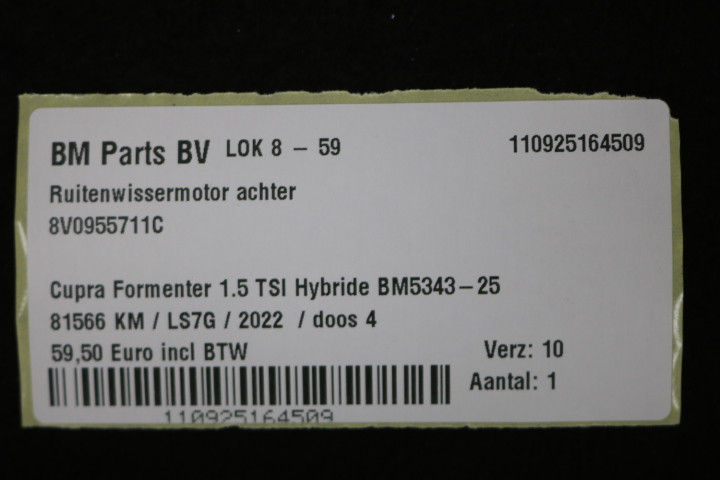 BM Parts BV LOK 8 - 59 110925164509
Ruitenwissermotor achter
8V0955711C
Cupra Formenter 1.5 TSI Hybride BM5343-25
81566 KM / LS7G / 2022 / doos 4
59,50 Euro incl BTW Verz: 10
Aantal: 1
110925164509